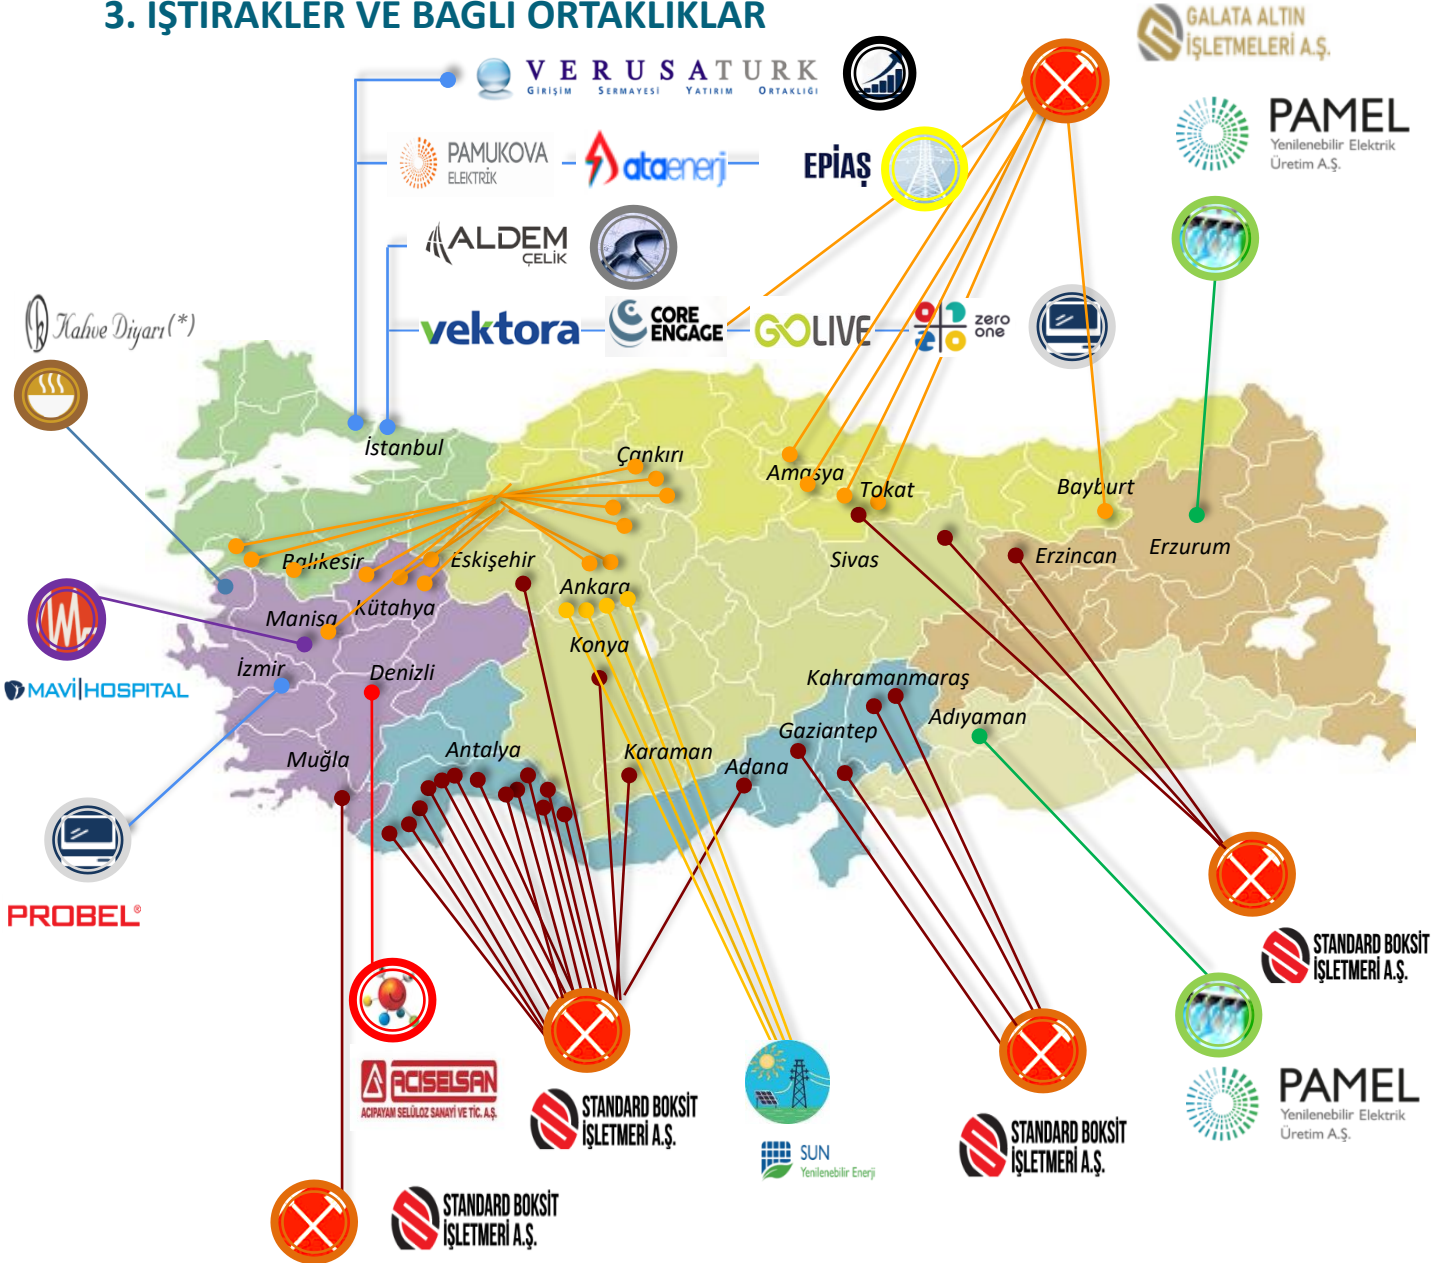 3. İŞTİRAKLER VE BAĞLI ORTAKLIKLAR
GALATA ALTIN
İŞLETMELERİ A.Ş.
VERUSATURK
GİRİŞİM SERMAYESİ YATIRIM ORTAKLIĞI
PAMEL
Yenilenebilir Elektrik
Üretim A.Ş.
PAMUKOVA
ELEKTRİK
ataenerji
EPİAŞ
ALDEM
ÇELİK
Kahve Diyarı(*)
vektora
CORE
ENGAGE
GOLIVE
zero
one
İstanbul
Çankırı
Amasya
Tokat
Bayburt
Balıkesir
Eskişehir
Sivas
Erzincan
Erzurum
Ankara
Manisa
Kütahya
Konya
İzmir
Denizli
MAVİ|HOSPITAL
Kahramanmaraş
Adıyaman
Gaziantep
Muğla
Antalya
Karaman
Adana
PROBEL®
STANDARD BOKSİT
İŞLETMERİ A.Ş.
ACISELSAN
ACIPAYAM SELÜLOZ SANAYİ VE TİC. A.Ş.
STANDARD BOKSİT
İŞLETMERİ A.Ş.
SUN
Yenilenebilir Enerji
STANDARD BOKSİT
İŞLETMERİ A.Ş.
PAMEL
Yenilenebilir Elektrik
Üretim A.Ş.
STANDARD BOKSİT
İŞLETMERİ A.Ş.